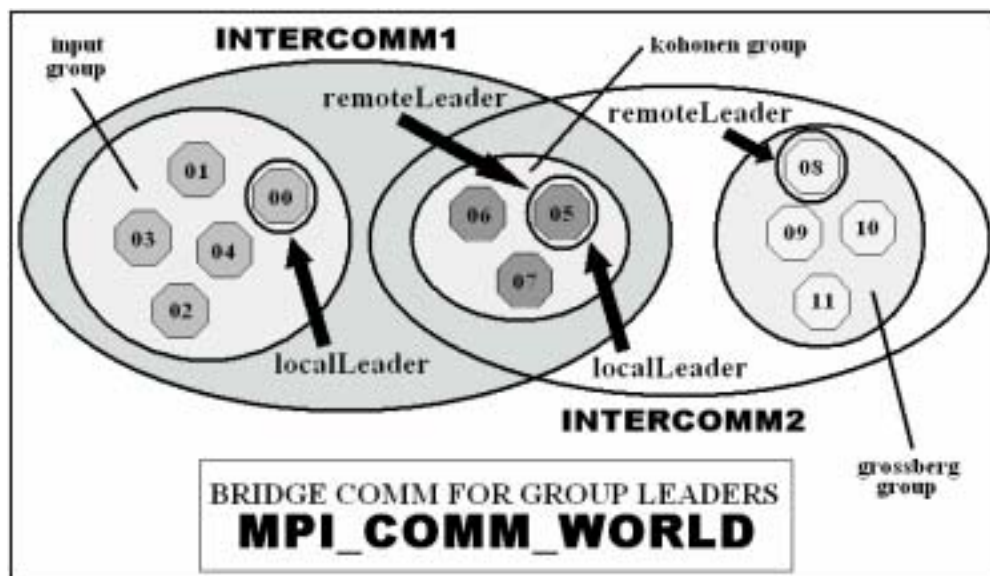 INTERCOMM1
input
group
kohonen group
remoteLeader
remoteLeader
01
00
03
04
02
06
05
07
08
09
10
11
localLeader
localLeader
INTERCOMM2
grossberg
group
BRIDGE COMM FOR GROUP LEADERS
MPI_COMM_WORLD